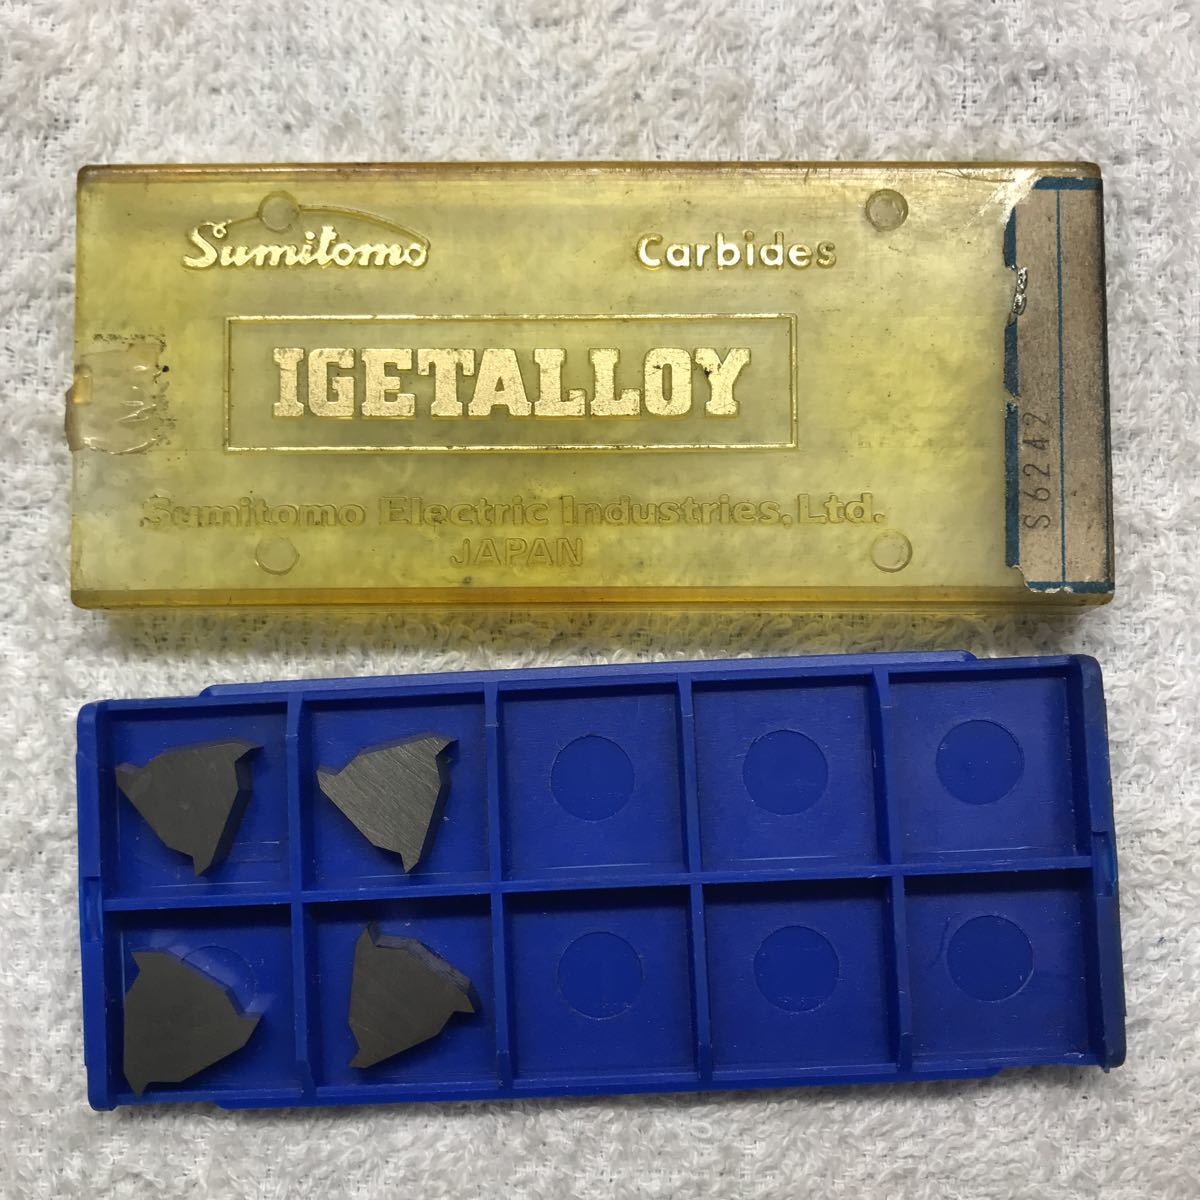 Sumitomo
Carbides
IGETALLOY
Sumitomo Electric Industries, Ltd.
JAPAN
S6242